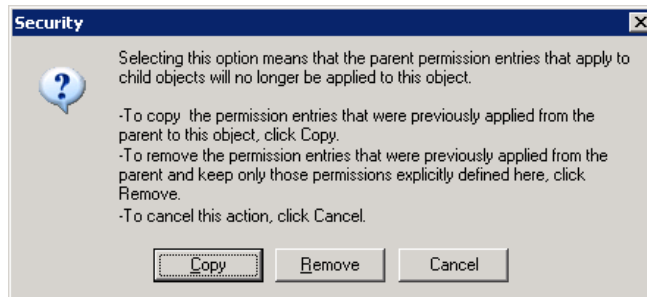 Security
Selecting this option means that the parent permission entries that apply to
child objects will no longer be applied to this object.
-To copy  the permission entries that were previously applied from the
parent to this object, click Copy.
-To remove the permission entries that were previously applied from the
parent and keep only those permissions explicitly defined here, click
Remove.
-To cancel this action, click Cancel.
Copy Remove Cancel